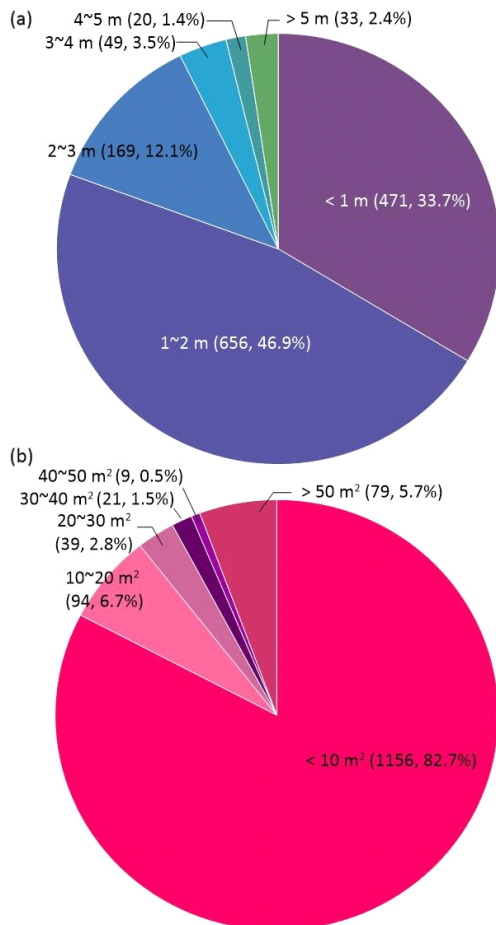 (a)
4~5 m (20, 1.4%)
> 5 m (33, 2.4%)
3~4 m (49, 3.5%)
2~3 m (169, 12.1%)
< 1 m (471, 33.7%)
1~2 m (656, 46.9%)
(b)
40~50 m² (9, 0.5%)
> 50 m² (79, 5.7%)
30~40 m² (21, 1.5%)
20~30 m²
(39, 2.8%)
10~20 m²
(94, 6.7%)
< 10 m² (1156, 82.7%)